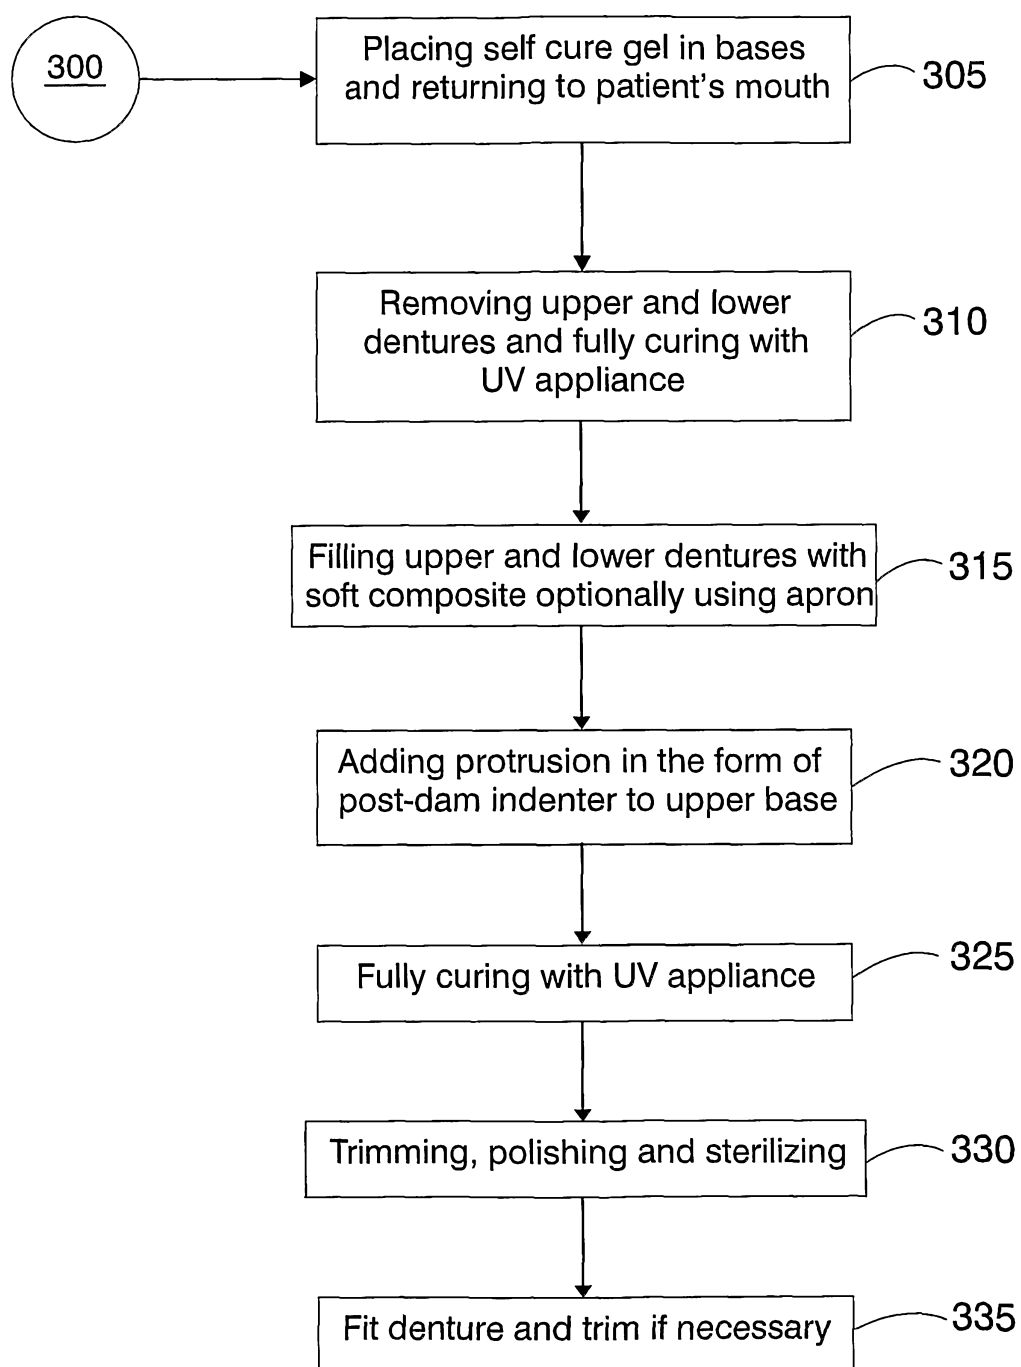 300
Placing self cure gel in bases
and returning to patient's mouth
305
Removing upper and lower
dentures and fully curing with
UV appliance
310
Filling upper and lower dentures with
soft composite optionally using apron
315
Adding protrusion in the form of
post-dam indenter to upper base
320
Fully curing with UV appliance
325
Trimming, polishing and sterilizing
330
Fit denture and trim if necessary
335